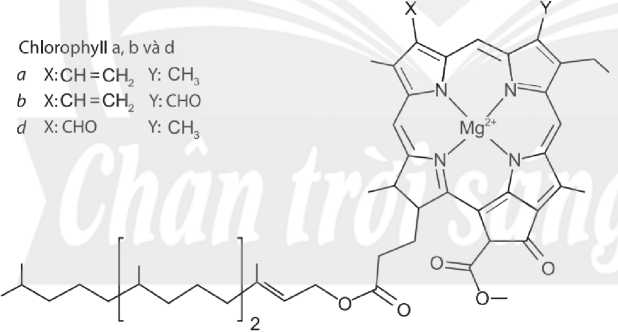 X
Y
Chlorophyll a, b và d
a X:CH=CH₂ Y: CH₃
b X:CH=CH₂ Y:CHO
d X:CHO Y: CH₃
N
N
Mg²⁺
N
N
Chân trời sáng
O
O
O
O
O
2